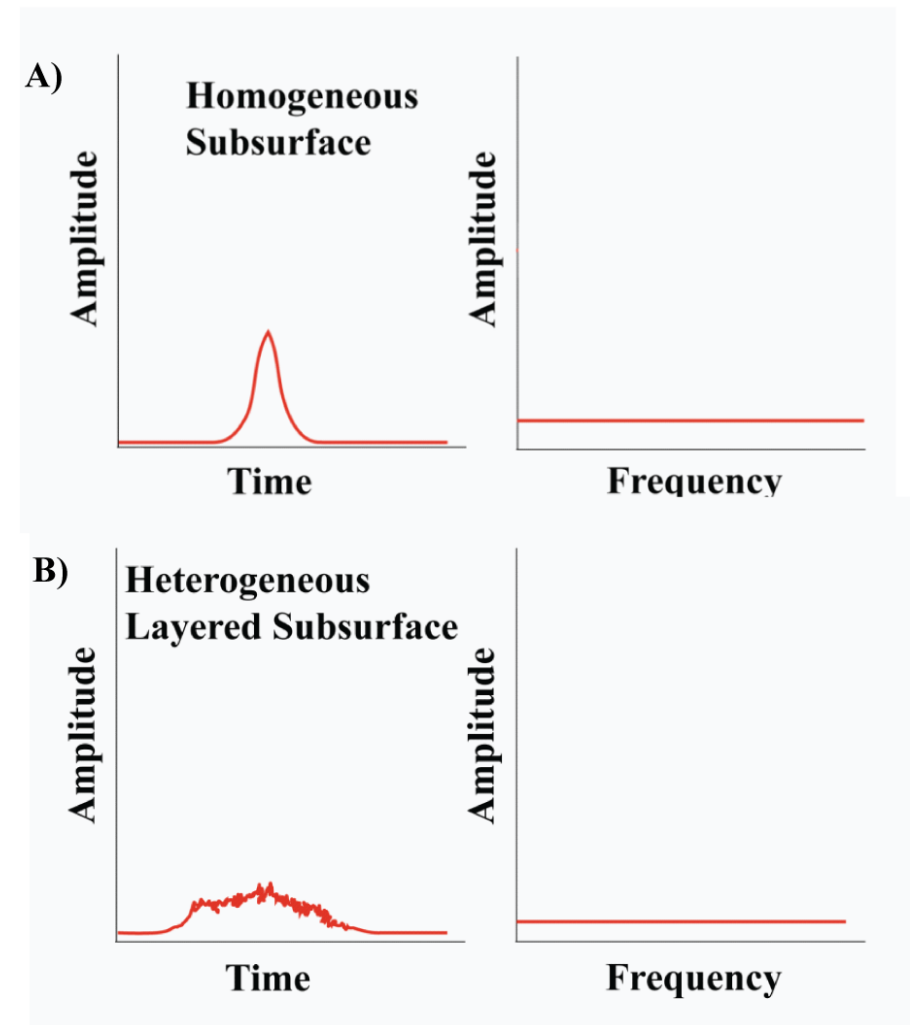 A)
Homogeneous
Subsurface
Amplitude
Time
Amplitude
Frequency
B)
Heterogeneous
Layered Subsurface
Amplitude
Time
Amplitude
Frequency